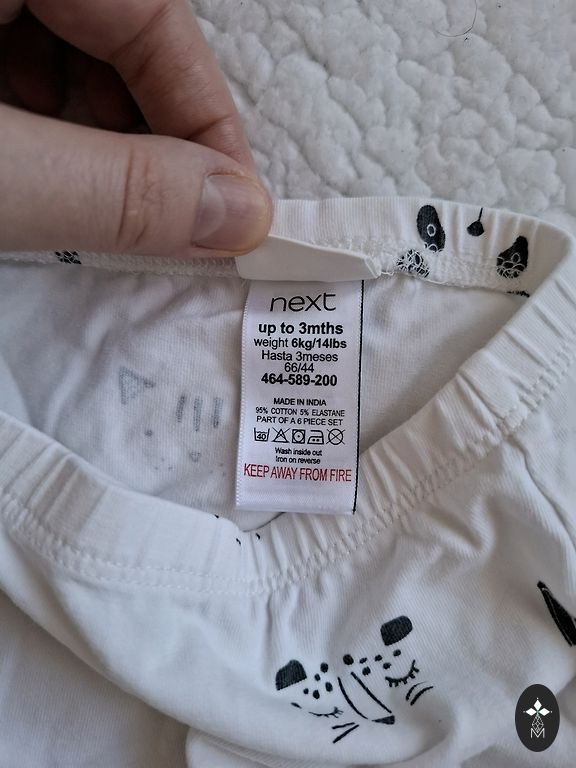 next
up to 3mths
weight 6kg/14lbs
Hasta 3meses
66/44
464-589-200
MADE IN INDIA
95% COTTON 5% ELASTANE
PART OF A 6 PIECE SET
40
Wash inside out
Iron on reverse
KEEP AWAY FROM FIRE
M